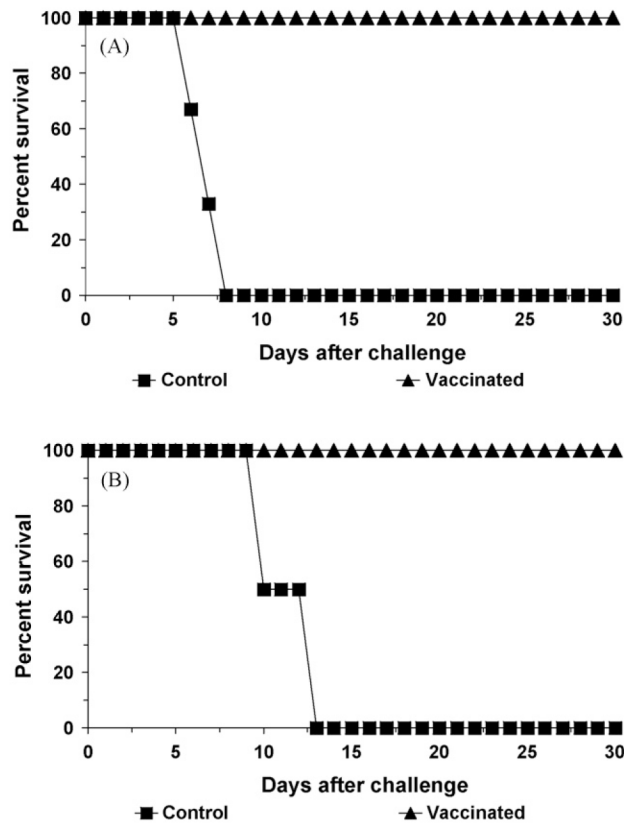 (A)
Percent survival
100
80
60
40
20
0
0 5 10 15 20 25 30
Days after challenge
Control Vaccinated
(B)
Percent survival
100
80
60
40
20
0
0 5 10 15 20 25 30
Days after challenge
Control Vaccinated